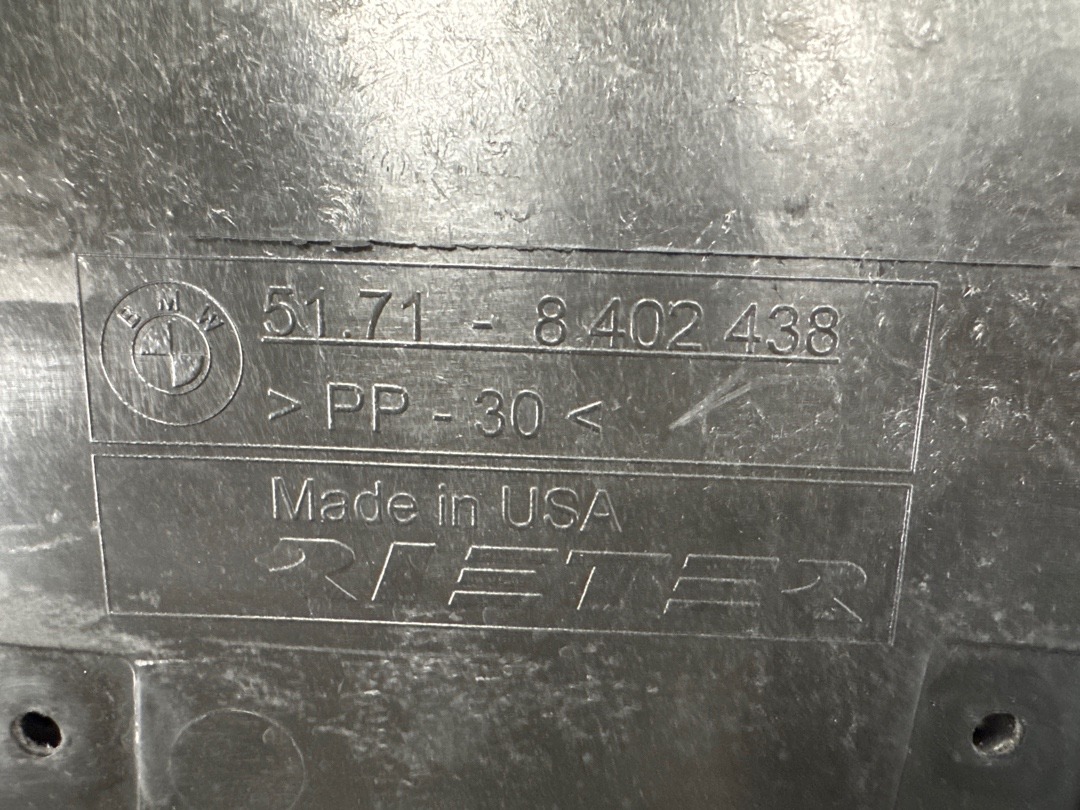 BMW
51.71 - 8 402 438
> PP - 30 <
Made in USA
RIETER